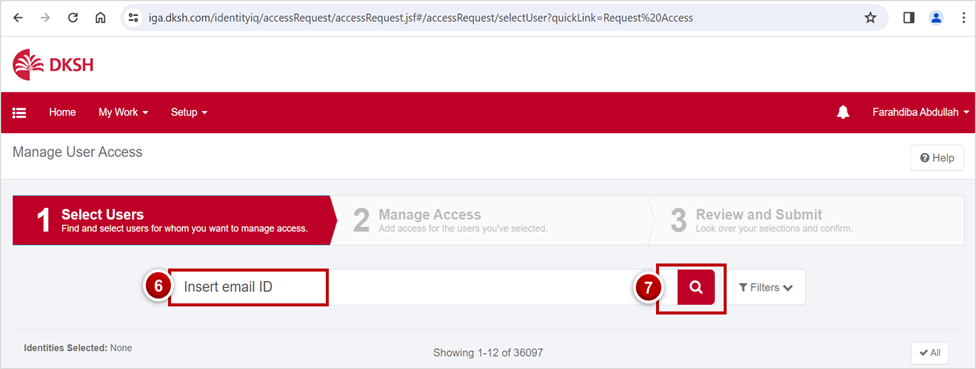 iga.dksh.com/identityiq/accessRequest/accessRequest.jsf#/accessRequest/selectUser?quickLink=Request%20Access
DKSH
Home My Work Setup Farahdiba Abdullah
Manage User Access
Help
1 Select Users
Find and select users for whom you want to manage access.
2 Manage Access
Add access for the users you've selected.
3 Review and Submit
Look over your selections and confirm.
6 Insert email ID 7 Filters
Identities Selected: None
Showing 1-12 of 36097
All